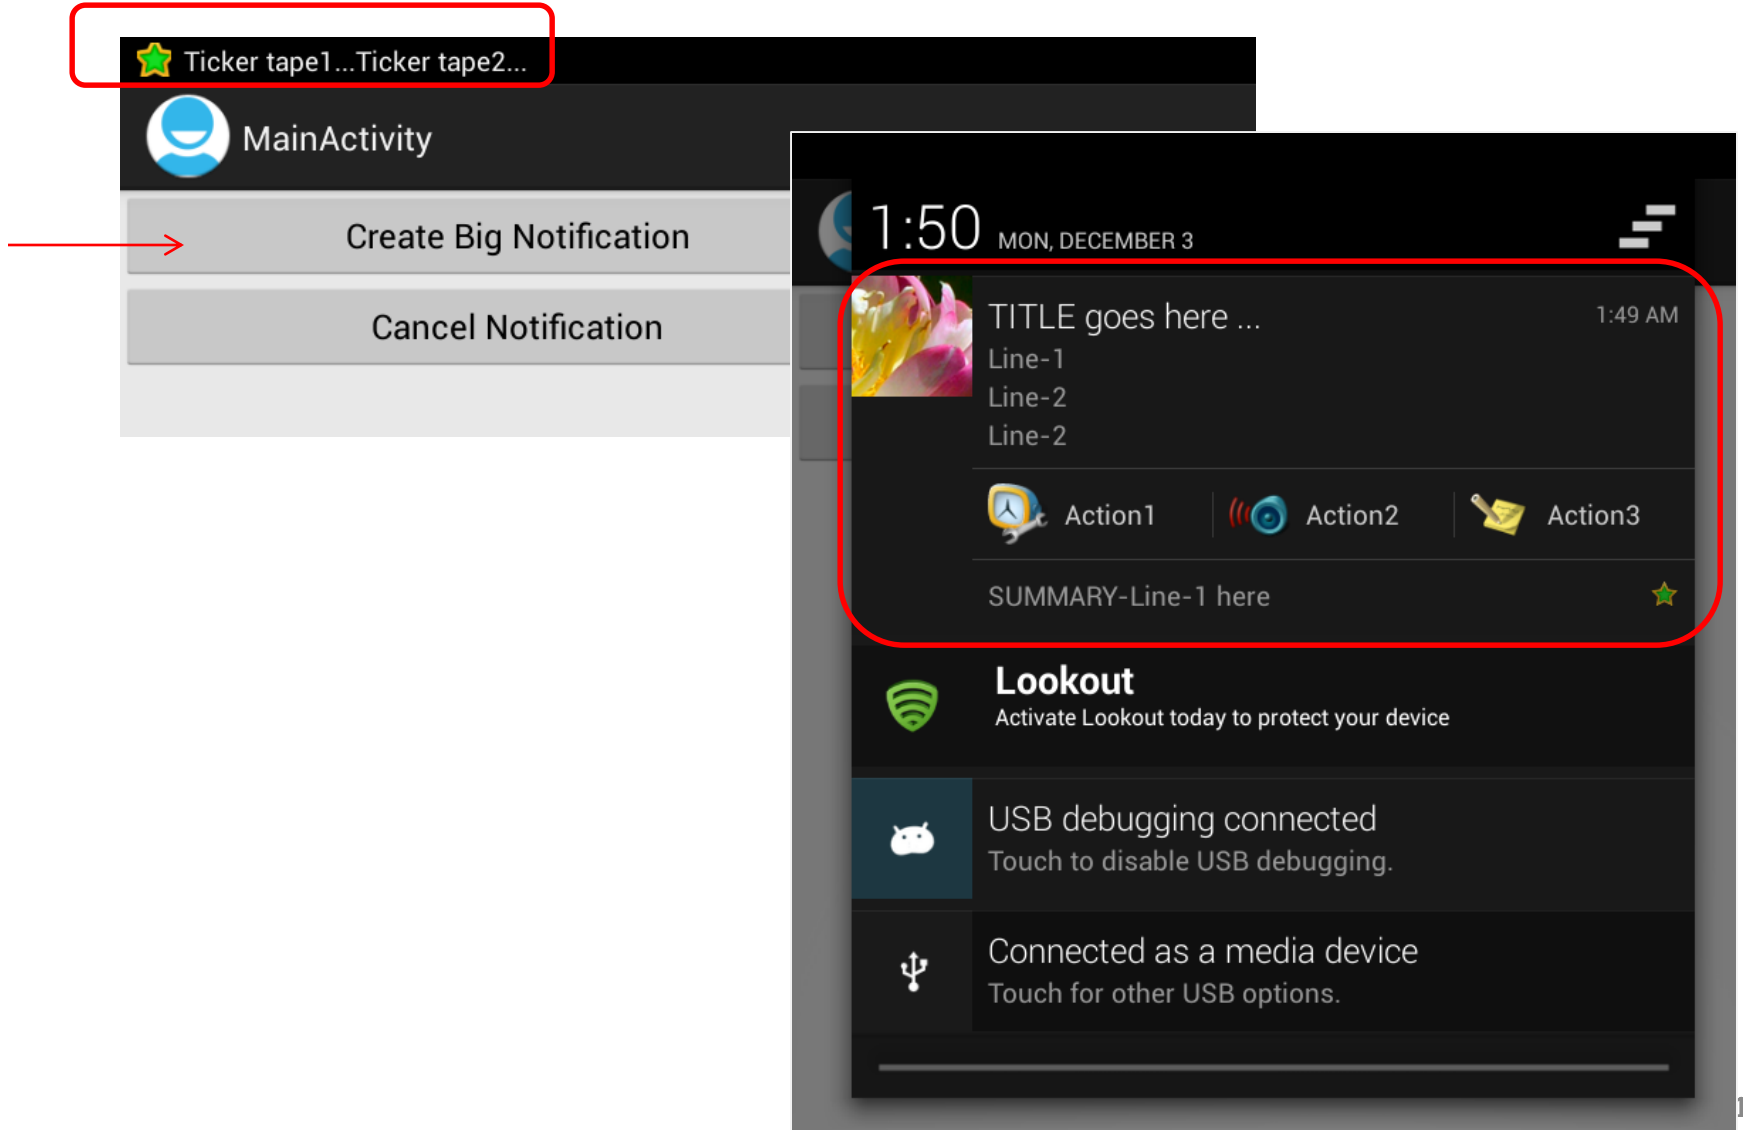 Ticker tape1...Ticker tape2...
MainActivity
Create Big Notification
Cancel Notification
1:50 MON, DECEMBER 3
TITLE goes here ... 1:49 AM
Line-1
Line-2
Line-2
Action1 Action2 Action3
SUMMARY-Line-1 here
Lookout
Activate Lookout today to protect your device
USB debugging connected
Touch to disable USB debugging.
Connected as a media device
Touch for other USB options.